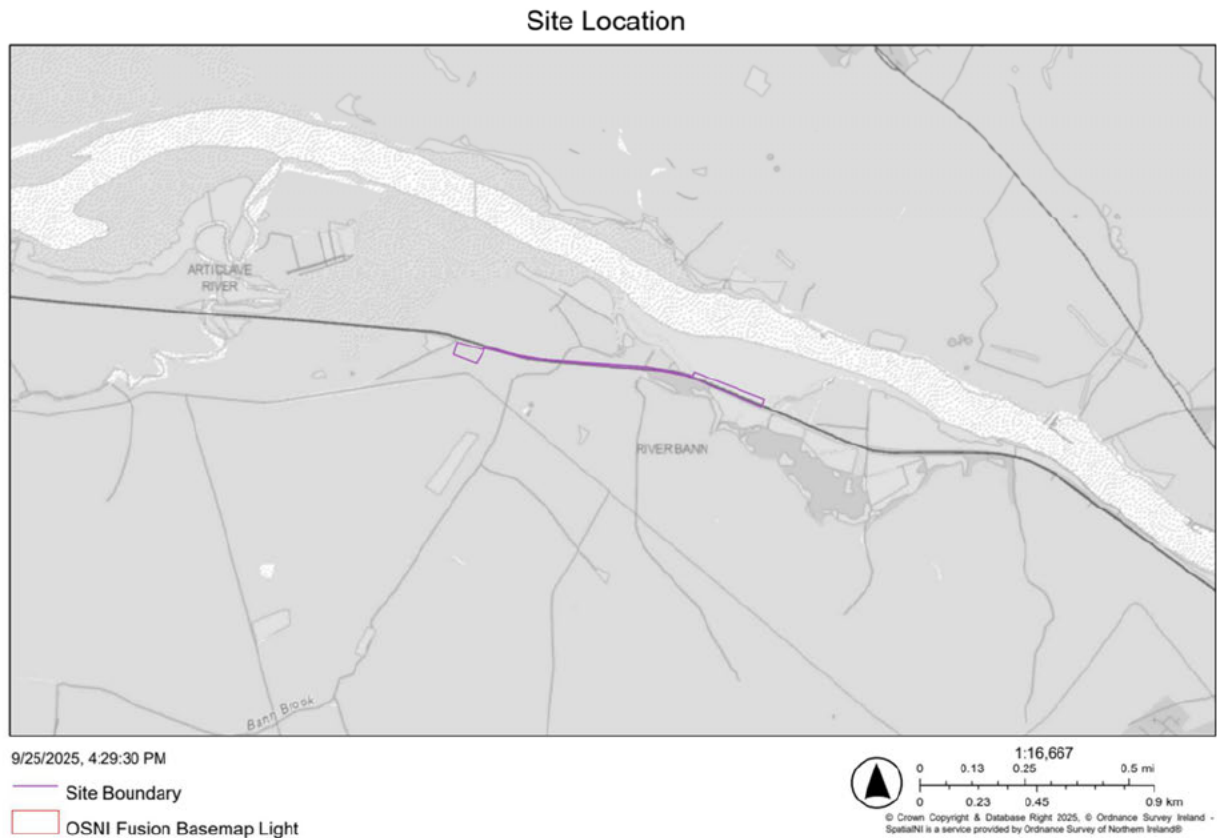 Site Location
ARTICLAVE
RIVER
RIVER BANN
Bann Brook
9/25/2025, 4:29:30 PM
Site Boundary
OSNI Fusion Basemap Light
1:16,667
0 0.13 0.25 0.5 mi
0 0.23 0.45 0.9 km
© Crown Copyright & Database Right 2025, © Ordnance Survey Ireland -
SpatialNI is a service provided by Ordnance Survey of Northern Ireland®